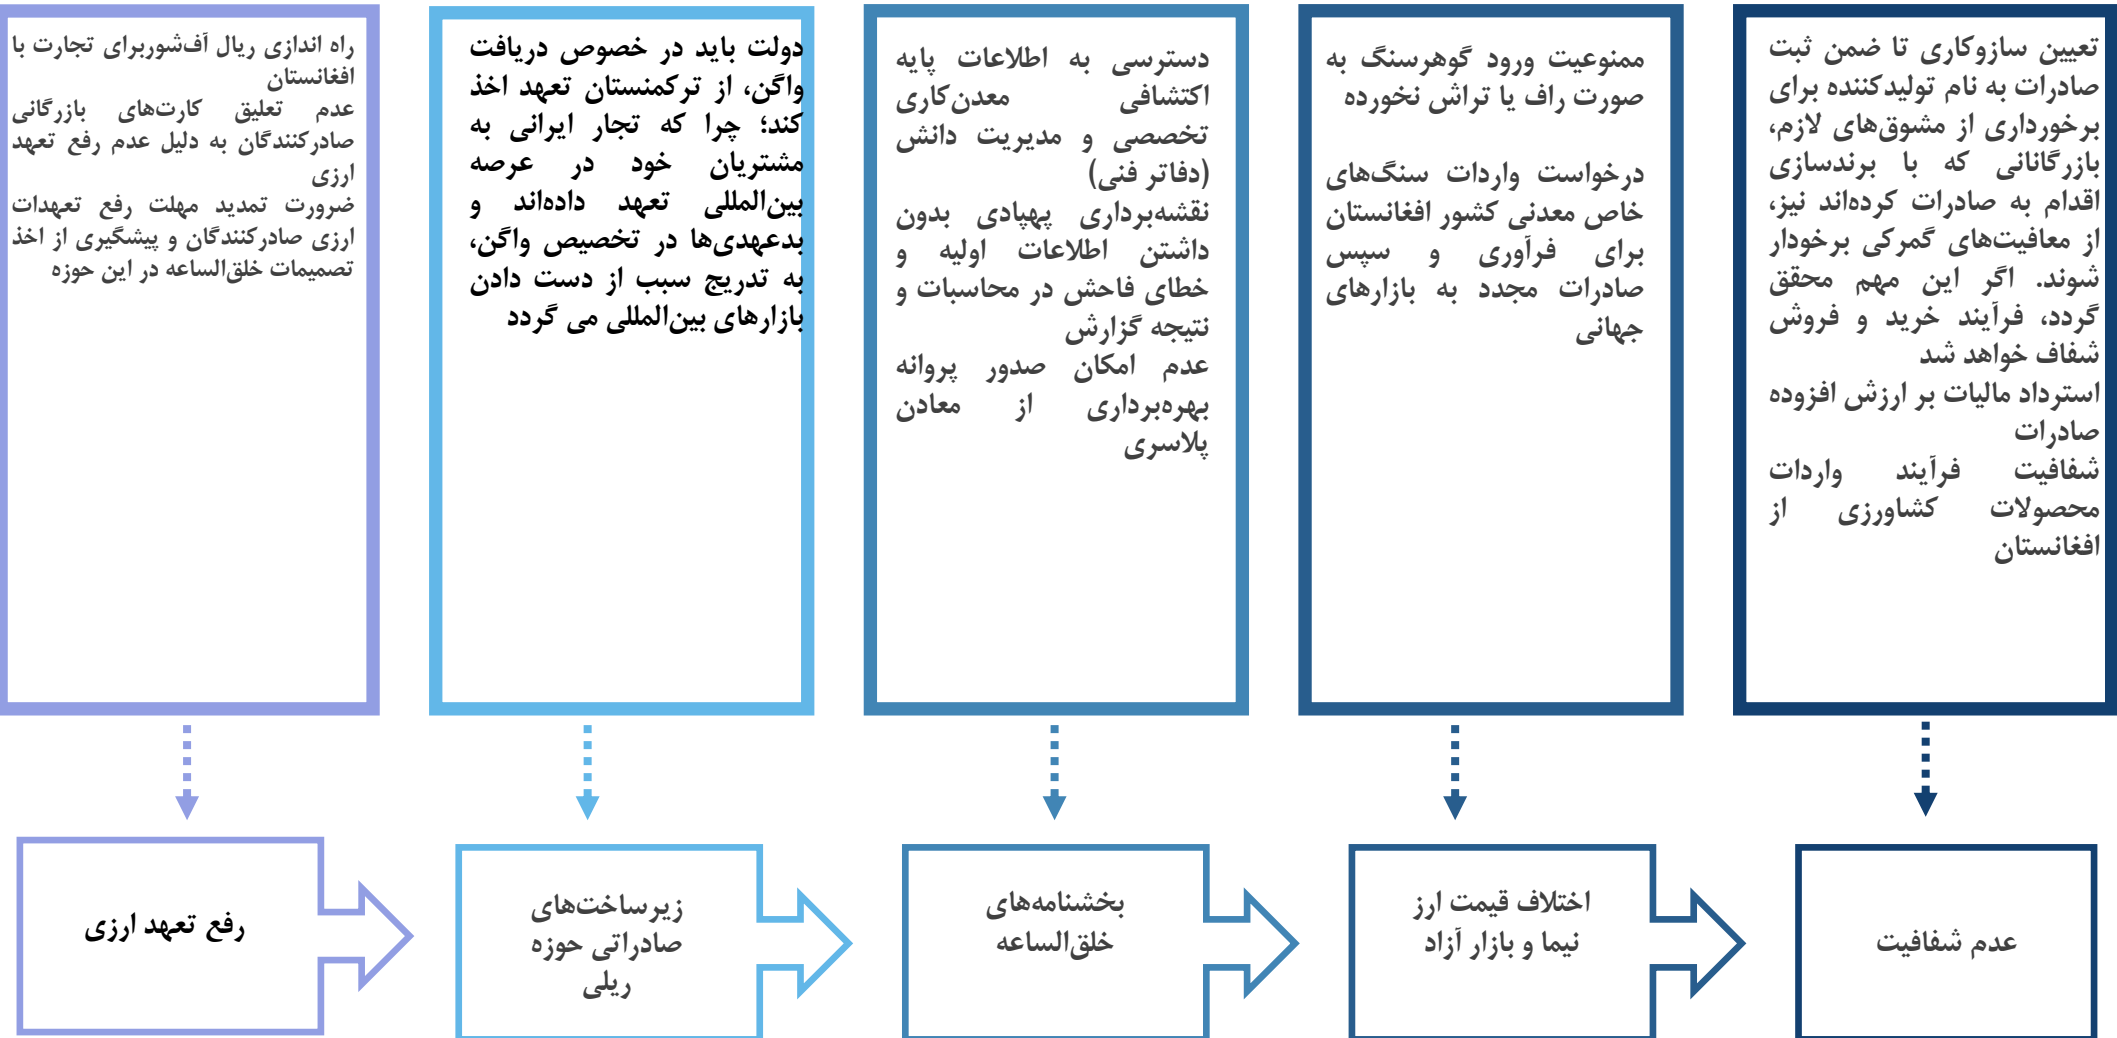 تعیین سازوکاری تا ضمن ثبت
صادرات به نام تولیدکننده برای
برخورداری از مشوق‌های لازم،
بازرگانانی که با برندسازی
اقدام به صادرات کرده‌اند نیز،
از معافیت‌های گمرکی برخودار
شوند. اگر این مهم محقق
گردد، فرآیند خرید و فروش
شفاف خواهد شد
استرداد مالیات بر ارزش افزوده
صادرات
شفافیت فرآیند واردات
محصولات کشاورزی از
افغانستان
ممنوعیت ورود گوهرسنگ به
صورت راف یا تراش نخورده
درخواست واردات سنگ‌های
خاص معدنی کشور افغانستان
برای فرآوری و سپس
صادرات مجدد به بازارهای
جهانی
دسترسی به اطلاعات پایه
اکتشافی معدن‌کاری
تخصصی و مدیریت دانش
(دفاتر فنی)
نقشه‌برداری پهپادی بدون
داشتن اطلاعات اولیه و
خطای فاحش در محاسبات و
نتیجه گزارش
عدم امکان صدور پروانه
بهره‌برداری از معادن
پلاسری
دولت باید در خصوص دریافت
واگن، از ترکمنستان تعهد اخذ
کند؛ چرا که تجار ایرانی به
مشتریان خود در عرصه
بین‌المللی تعهد داده‌اند و
بدعهدی‌ها در تخصیص واگن،
به تدریج سبب از دست دادن
بازارهای بین‌المللی می گردد
راه اندازی ریال آف‌شوربرای تجارت با
افغانستان
عدم تعلیق کارت‌های بازرگانی
صادرکنندگان به دلیل عدم رفع تعهد
ارزی
ضرورت تمدید مهلت رفع تعهدات
ارزی صادرکنندگان و پیشگیری از اخذ
تصمیمات خلق‌الساعه در این حوزه
عدم شفافیت
اختلاف قیمت ارز
نیما و بازار آزاد
بخشنامه‌های
خلق‌الساعه
زیرساخت‌های
صادراتی حوزه
ریلی
رفع تعهد ارزی